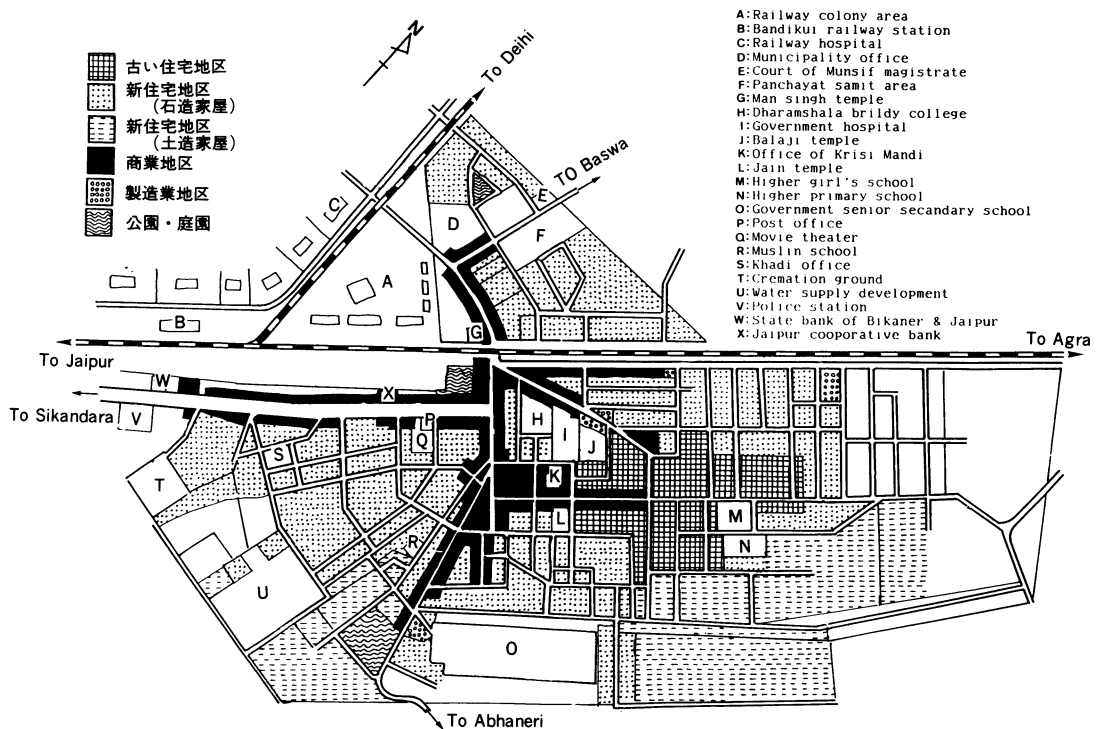 N
古い住宅地区
新住宅地区
(石造家屋)
新住宅地区
(土造家屋)
商業地区
製造業地区
公園・庭園
A:Railway colony area
B:Bandikui railway station
C:Railway hospital
D:Municipality office
E:Court of Munsif magistrate
F:Panchayat samit area
G:Man singh temple
H:Dharamshala brildy college
I:Government hospital
J:Balaji temple
K:Office of Krisi Mandi
L:Jain temple
M:Higher girl's school
N:Higher primary school
O:Government senior secandary school
P:Post office
Q:Movie theater
R:Muslin school
S:Khadi office
T:Cremation ground
U:Water supply development
V:Police station
W:State bank of Bikaner & Jaipur
X:Jaipur cooporative bank
To Deihi
TO Baswa
C
E
D
F
A
B
G
To Agra
To Jaipur
W
X
To Sikandara
V
P
Q
H
I
J
S
T
K
L
M
R
N
U
O
To Abhaneri